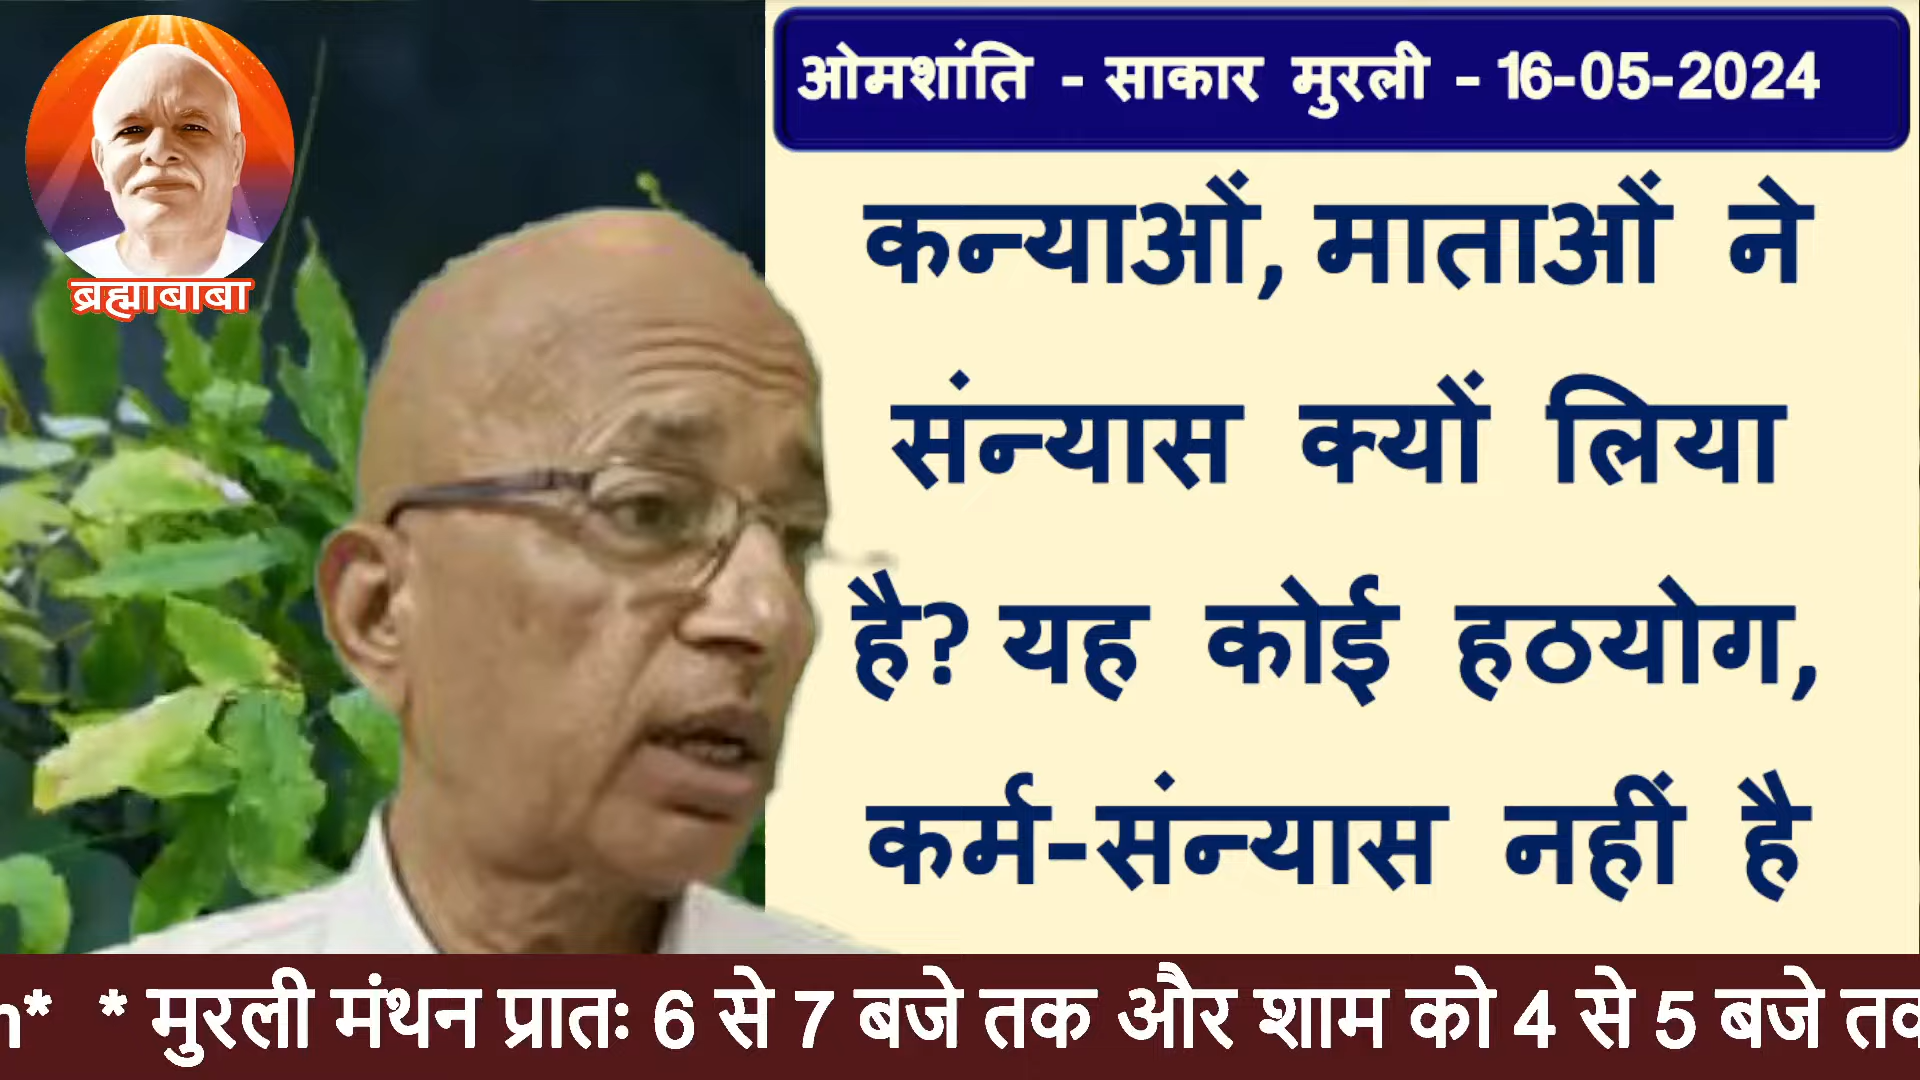 ब्रह्माबाबा
ओमशांति - साकार मुरली - 16-05-2024
कन्याओं, माताओं ने
संन्यास क्यों लिया
है? यह कोई हठयोग,
कर्म-संन्यास नहीं है
* मुरली मंथन प्रातः 6 से 7 बजे तक और शाम को 4 से 5 बजे